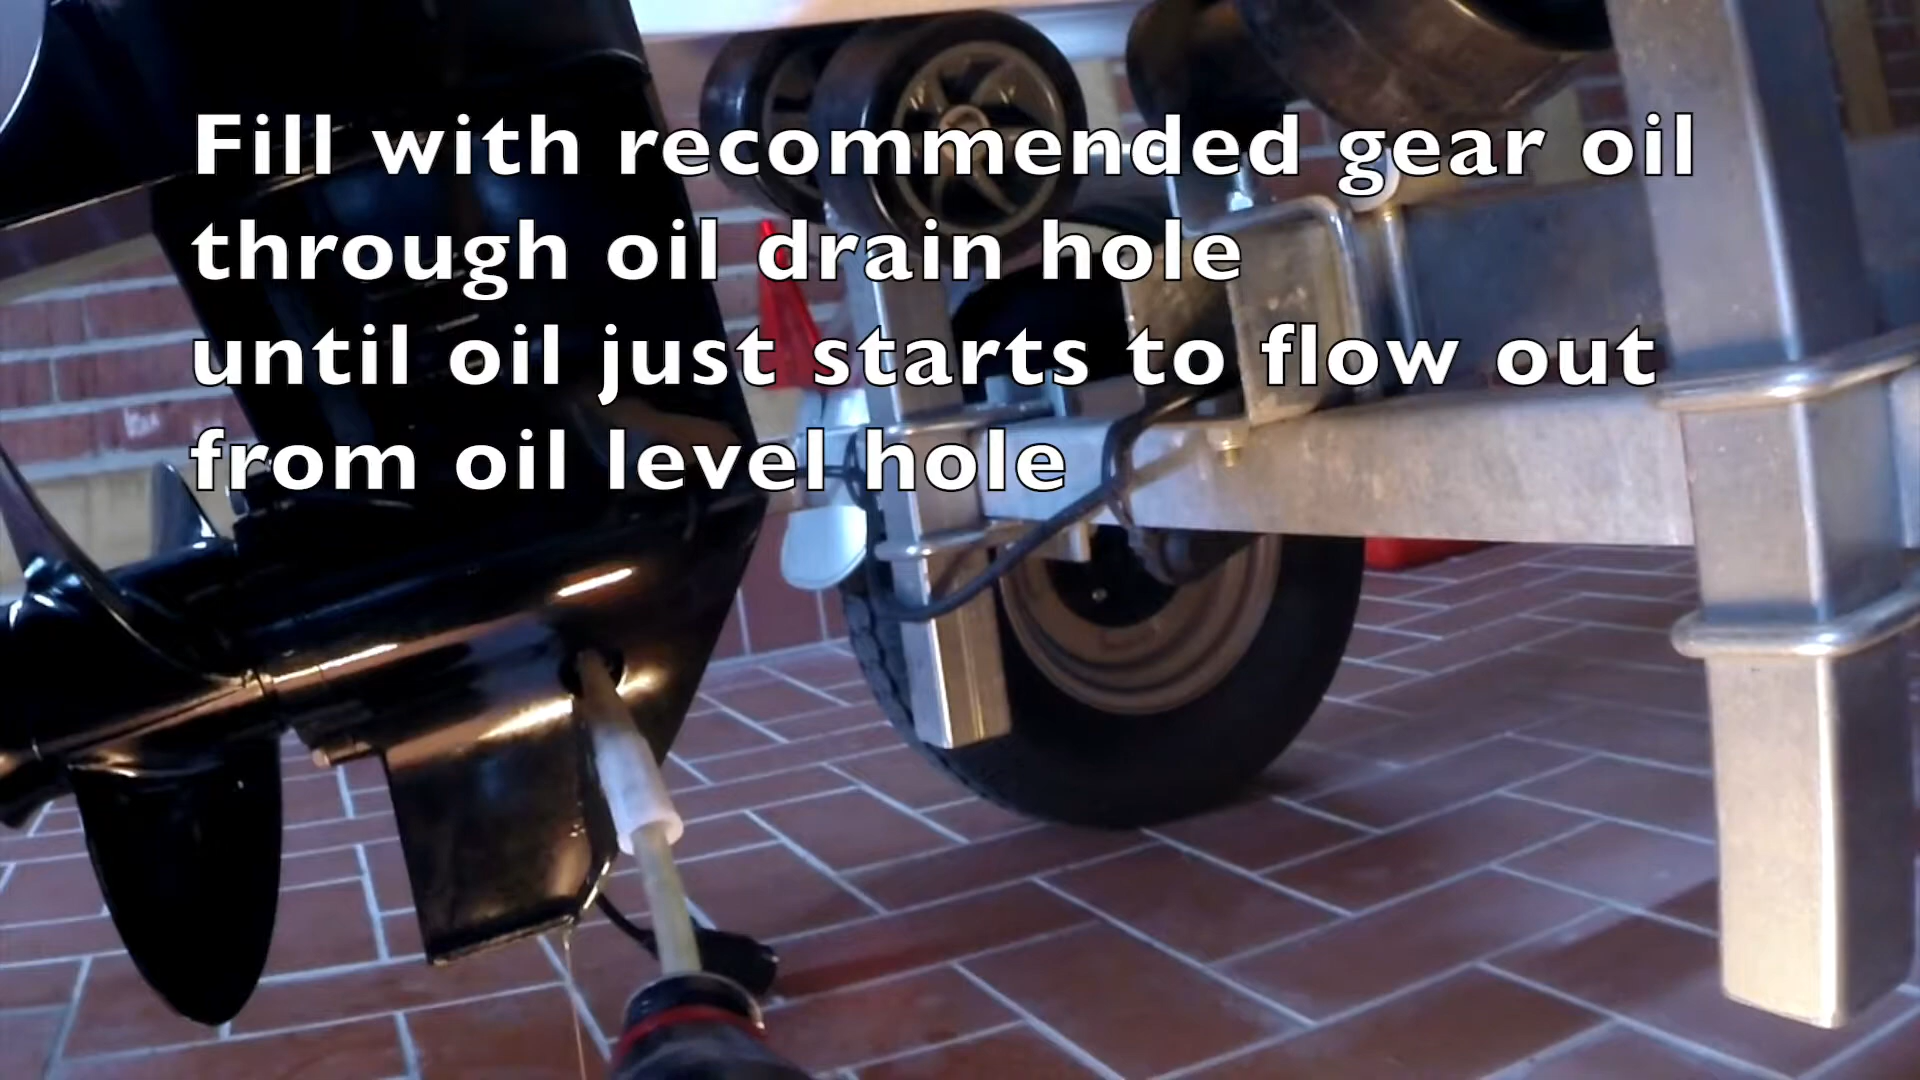 Fill with recommended gear oil
through oil drain hole
until oil just starts to flow out
from oil level hole